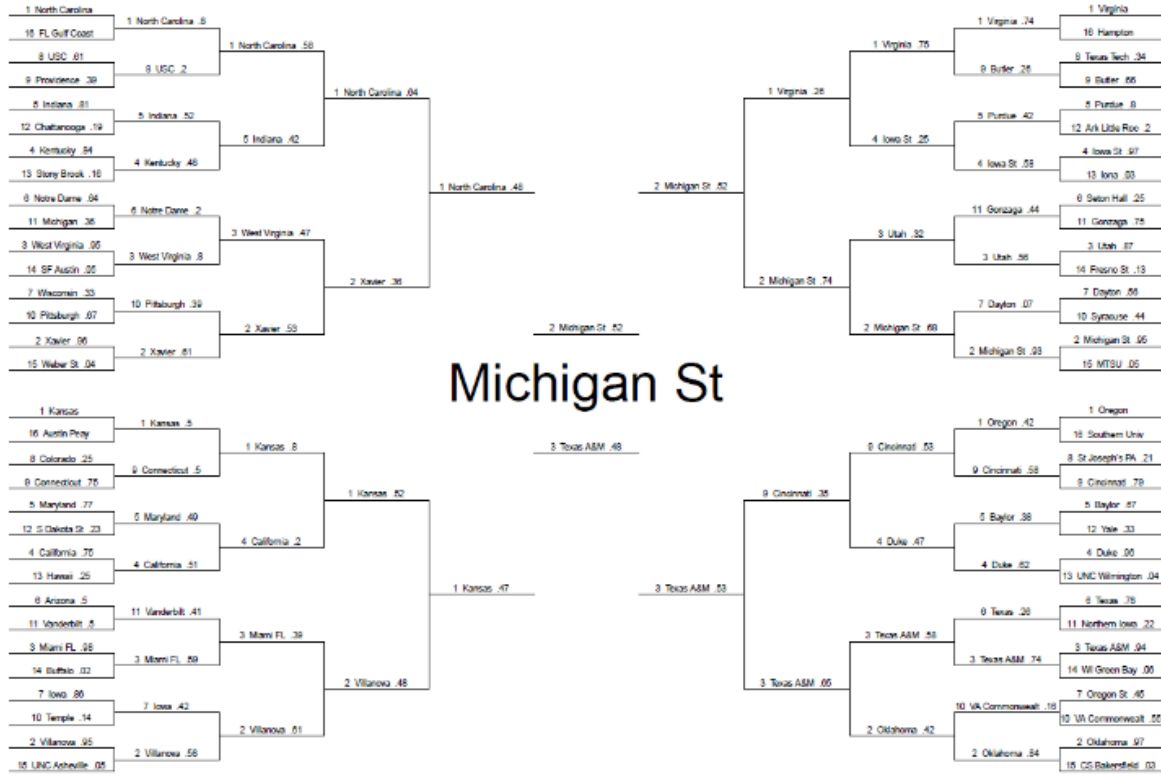 1 North Carolina
16 FL Gulf Coast
8 USC .61
9 Providence .39
5 Indiana .81
12 Chattanooga .19
4 Kentucky .84
13 Stony Brook .16
6 Notre Dame .64
11 Michigan .36
3 West Virginia .95
14 SF Austin .05
7 Wisconsin .33
10 Pittsburgh .67
2 Xavier .96
15 Weber St .04
1 North Carolina .8
8 USC .2
5 Indiana .52
4 Kentucky .48
6 Notre Dame .2
3 West Virginia .8
10 Pittsburgh .39
2 Xavier .61
1 North Carolina .58
5 Indiana .42
3 West Virginia .47
2 Xavier .53
1 North Carolina .64
2 Xavier .36
1 North Carolina .48
1 Kansas
16 Austin Peay
8 Colorado .25
9 Connecticut .75
5 Maryland .77
12 S Dakota St .23
4 California .75
13 Hawaii .25
6 Arizona .5
11 Vanderbilt .5
3 Miami FL .98
14 Buffalo .02
7 Iowa .86
10 Temple .14
2 Villanova .95
15 UNC Asheville .05
1 Kansas .5
9 Connecticut .5
5 Maryland .49
4 California .51
11 Vanderbilt .41
3 Miami FL .59
7 Iowa .42
2 Villanova .58
1 Kansas .8
4 California .2
3 Miami FL .39
2 Villanova .61
1 Kansas .52
2 Villanova .48
1 Kansas .47
2 Michigan St .52
Michigan St
3 Texas A&M .48
1 Virginia
16 Hampton
8 Texas Tech .34
9 Butler .66
5 Purdue .8
12 Ark Little Roc .2
4 Iowa St .97
13 Iona .03
6 Seton Hall .25
11 Gonzaga .75
3 Utah .87
14 Fresno St .13
7 Dayton .56
10 Syracuse .44
2 Michigan St .95
15 MTSU .05
1 Virginia .74
9 Butler .26
5 Purdue .42
4 Iowa St .58
11 Gonzaga .44
3 Utah .56
7 Dayton .07
2 Michigan St .93
1 Virginia .75
4 Iowa St .25
3 Utah .32
2 Michigan St .68
1 Virginia .26
2 Michigan St .74
2 Michigan St .52
1 Oregon
16 Southern Univ
8 St Joseph's PA .21
9 Cincinnati .79
5 Baylor .67
12 Yale .33
4 Duke .96
13 UNC Wilmington .04
6 Texas .78
11 Northern Iowa .22
3 Texas A&M .94
14 WI Green Bay .06
7 Oregon St .45
10 VA Commonwealt .55
2 Oklahoma .97
15 CS Bakersfield .03
1 Oregon .42
9 Cincinnati .58
5 Baylor .38
4 Duke .62
6 Texas .26
3 Texas A&M .74
10 VA Commonwealt .16
2 Oklahoma .84
9 Cincinnati .53
4 Duke .47
3 Texas A&M .58
2 Oklahoma .42
9 Cincinnati .35
3 Texas A&M .65
3 Texas A&M .53